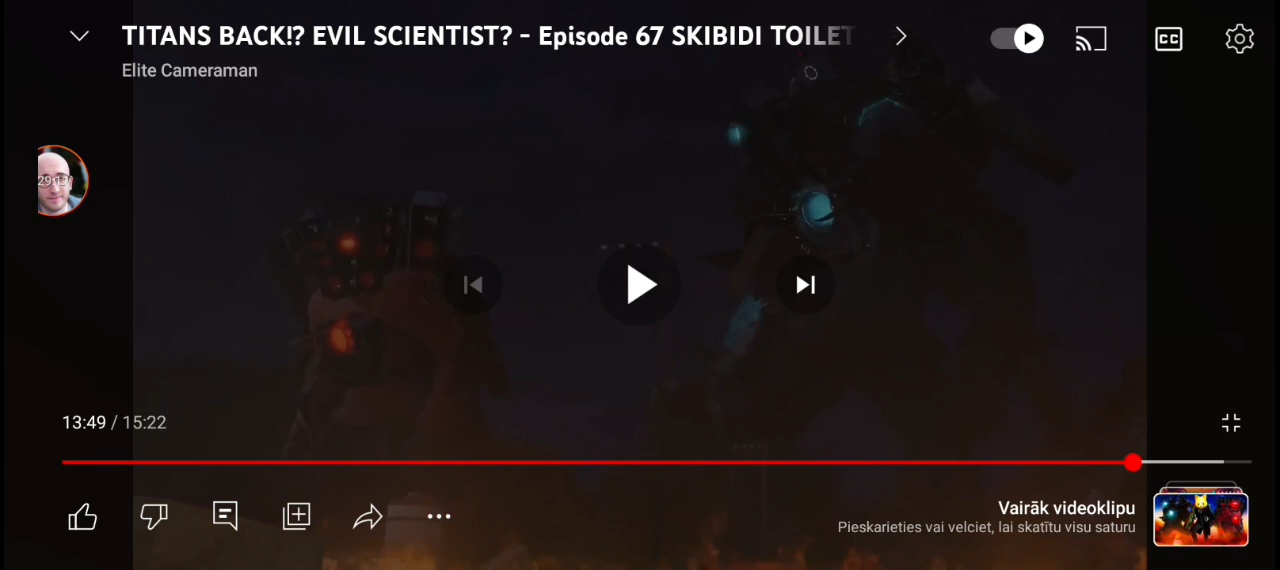 TITANS BACK!? EVIL SCIENTIST? - Episode 67 SKIBIDI TOILET
Elite Cameraman
CC
13:49 / 15:22
Vairāk videoklipu
Pieskarieties vai velciet, lai skatītu visu saturu